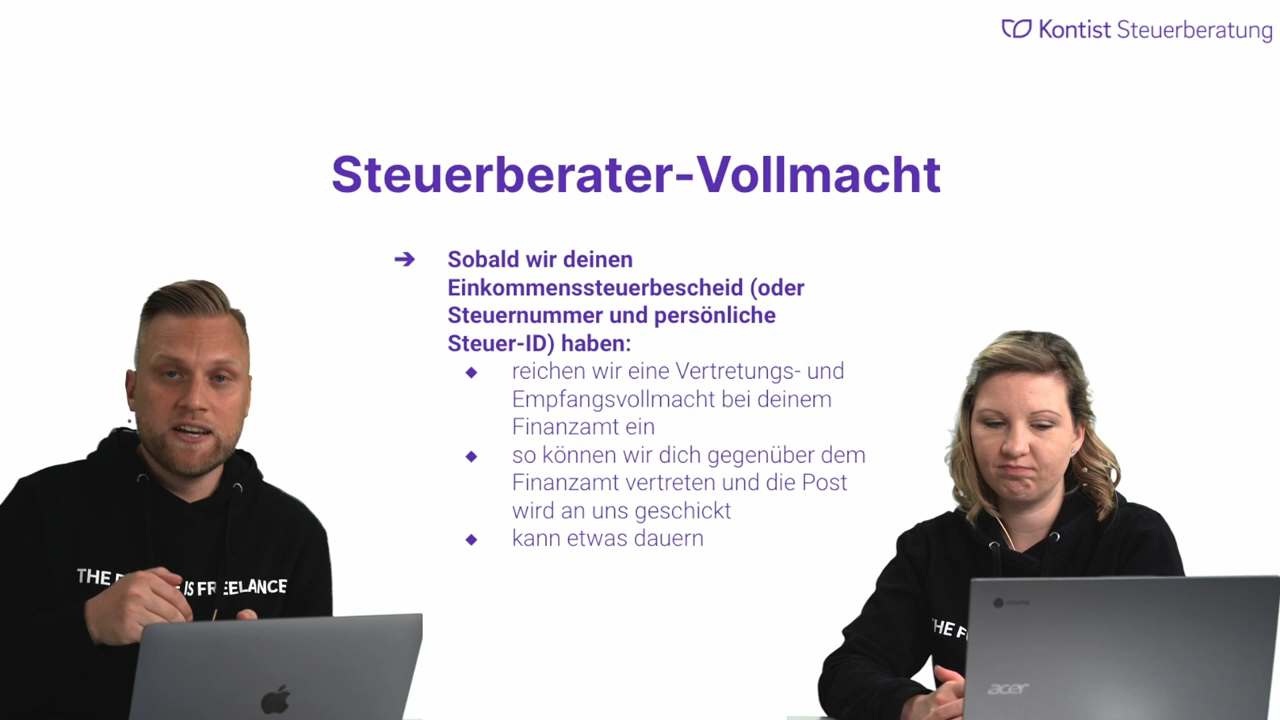 Kontist Steuerberatung
Steuerberater-Vollmacht
➔ Sobald wir deinen
Einkommenssteuerbescheid (oder
Steuernummer und persönliche
Steuer-ID) haben:
◆ reichen wir eine Vertretungs- und
Empfangsvollmacht bei deinem
Finanzamt ein
◆ so können wir dich gegenüber dem
Finanzamt vertreten und die Post
wird an uns geschickt
◆ kann etwas dauern
THE IS FREELANCE
THE
acer